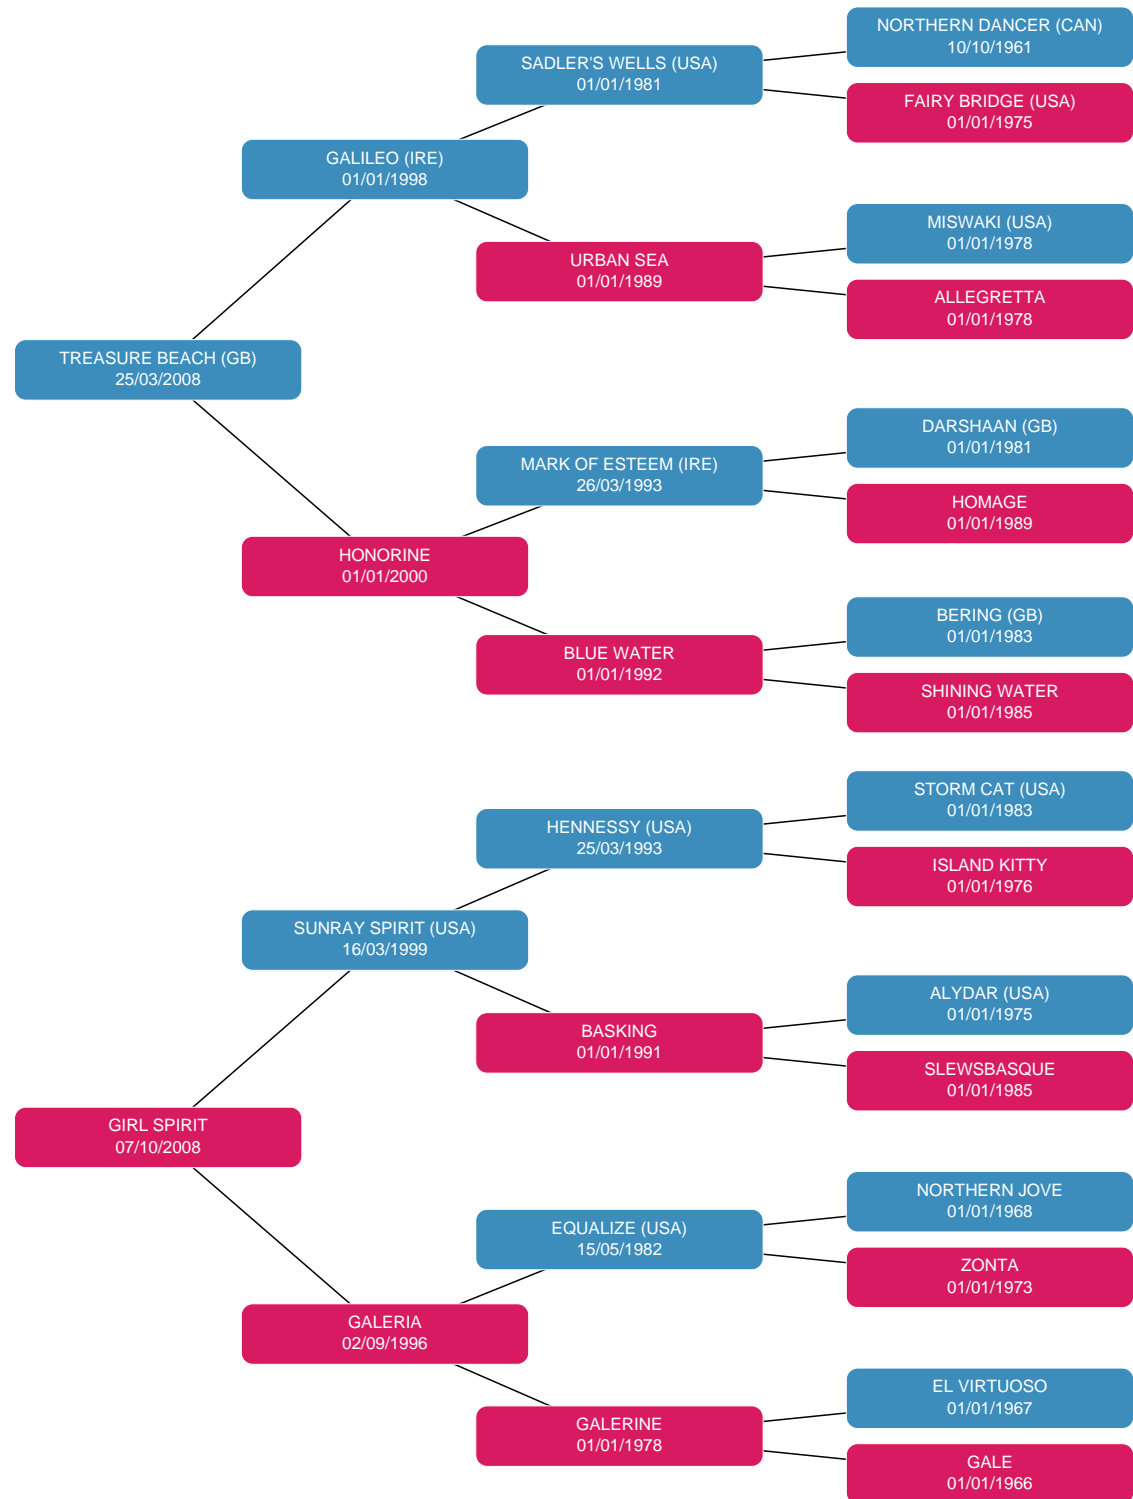 NORTHERN DANCER (CAN)
10/10/1961
SADLER'S WELLS (USA)
01/01/1981
FAIRY BRIDGE (USA)
01/01/1975
GALILEO (IRE)
01/01/1998
MISWAKI (USA)
01/01/1978
URBAN SEA
01/01/1989
ALLEGRETTA
01/01/1978
TREASURE BEACH (GB)
25/03/2008
DARSHAAN (GB)
01/01/1981
MARK OF ESTEEM (IRE)
26/03/1993
HOMAGE
01/01/1989
HONORINE
01/01/2000
BERING (GB)
01/01/1983
BLUE WATER
01/01/1992
SHINING WATER
01/01/1985
STORM CAT (USA)
01/01/1983
HENNESSY (USA)
25/03/1993
ISLAND KITTY
01/01/1976
SUNRAY SPIRIT (USA)
16/03/1999
ALYDAR (USA)
01/01/1975
BASKING
01/01/1991
SLEWSBASQUE
01/01/1985
GIRL SPIRIT
07/10/2008
NORTHERN JOVE
01/01/1968
EQUALIZE (USA)
15/05/1982
ZONTA
01/01/1973
GALERIA
02/09/1996
EL VIRTUOSO
01/01/1967
GALERINE
01/01/1978
GALE
01/01/1966